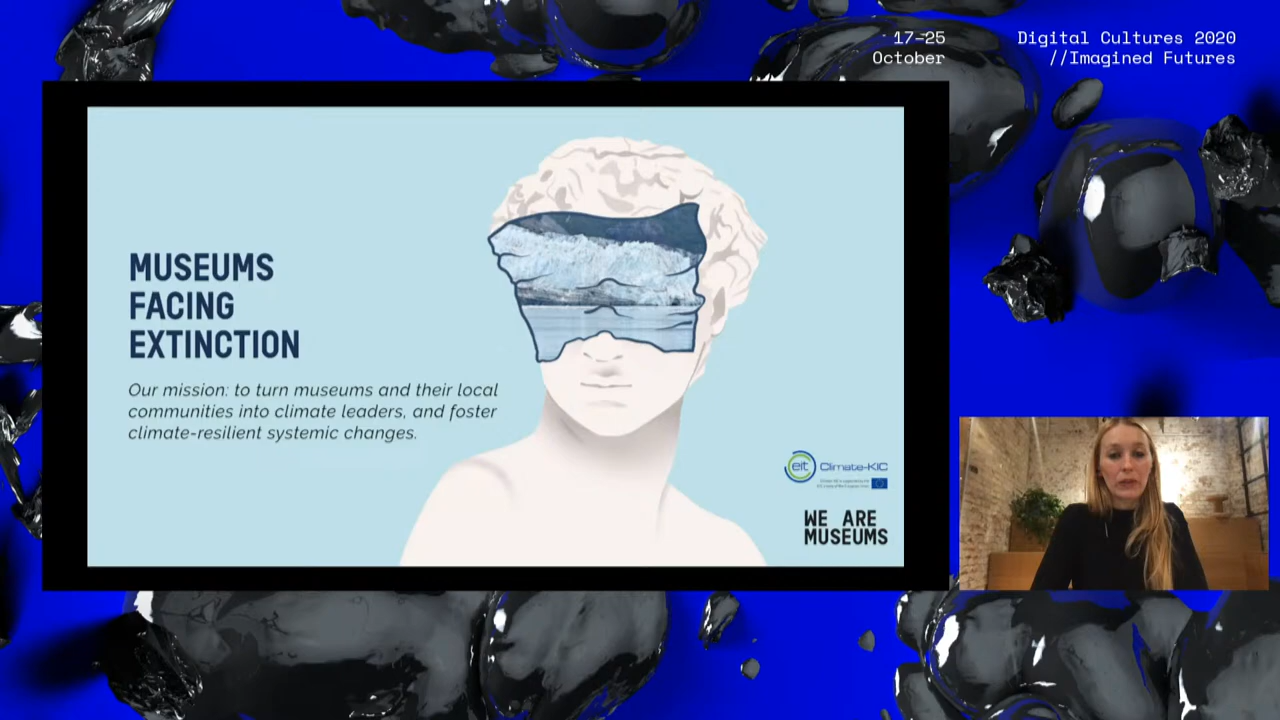 17–25
October
Digital Cultures 2020
//Imagined Futures
MUSEUMS
FACING
EXTINCTION
Our mission: to turn museums and their local
communities into climate leaders, and foster
climate-resilient systemic changes.
eit Climate-KIC
WE ARE
MUSEUMS